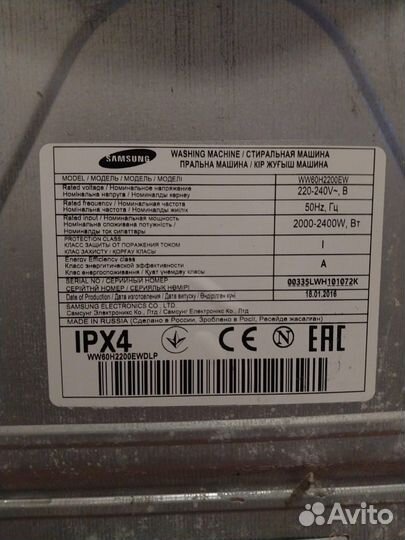 SAMSUNG
WASHING MACHINE / СТИРАЛЬНАЯ МАШИНА
ПРАЛЬНА МАШИНА / КІР ЖУҒЫШ МАШИНА
MODEL / МОДЕЛЬ / МОДЕЛЬ / МОДЕЛІ
WW60H2200EW
Rated voltage / Номинальное напряжение
Номінальна напруга / Номиналды кернеу
220-240V~, В
Rated frequency / Номинальная частота
Номінальна частота / Номиналды жиілік
50Hz, Гц
Rated input / Номинальная мощность
Номінальна споживана потужність /
Номиналды ток сипаттары
2000-2400W, Вт
PROTECTION CLASS
КЛАСС ЗАЩИТЫ ОТ ПОРАЖЕНИЯ ТОКОМ
КЛАС ЗАХИСТУ / ҚОРҒАУ КЛАСЫ
I
Energy Efficiency class
Класс энергетической эффективности
Клас енергоспоживання / Қуат үнемдеу класы
A
SERIAL NO / СЕРИЙНЫЙ НОМЕР /
СЕРІЙНИЙ НОМЕР / СЕРИЯЛЫҚ НӨМІРІ
00335LWH101072K
Date of Production / Дата изготовления / Дата випуску / Өндірілген күні
18.01.2016
SAMSUNG ELECTRONICS CO., LTD.
Самсунг Электроникс Ко., Лтд / Самсунг Електронікс Ко., Лтд
MADE IN RUSSIA (Сделано в России, Зроблено в Росії, Ресейде жасалған)
IPX4
CE
EAC
WW60H2200EWDLP
Avito